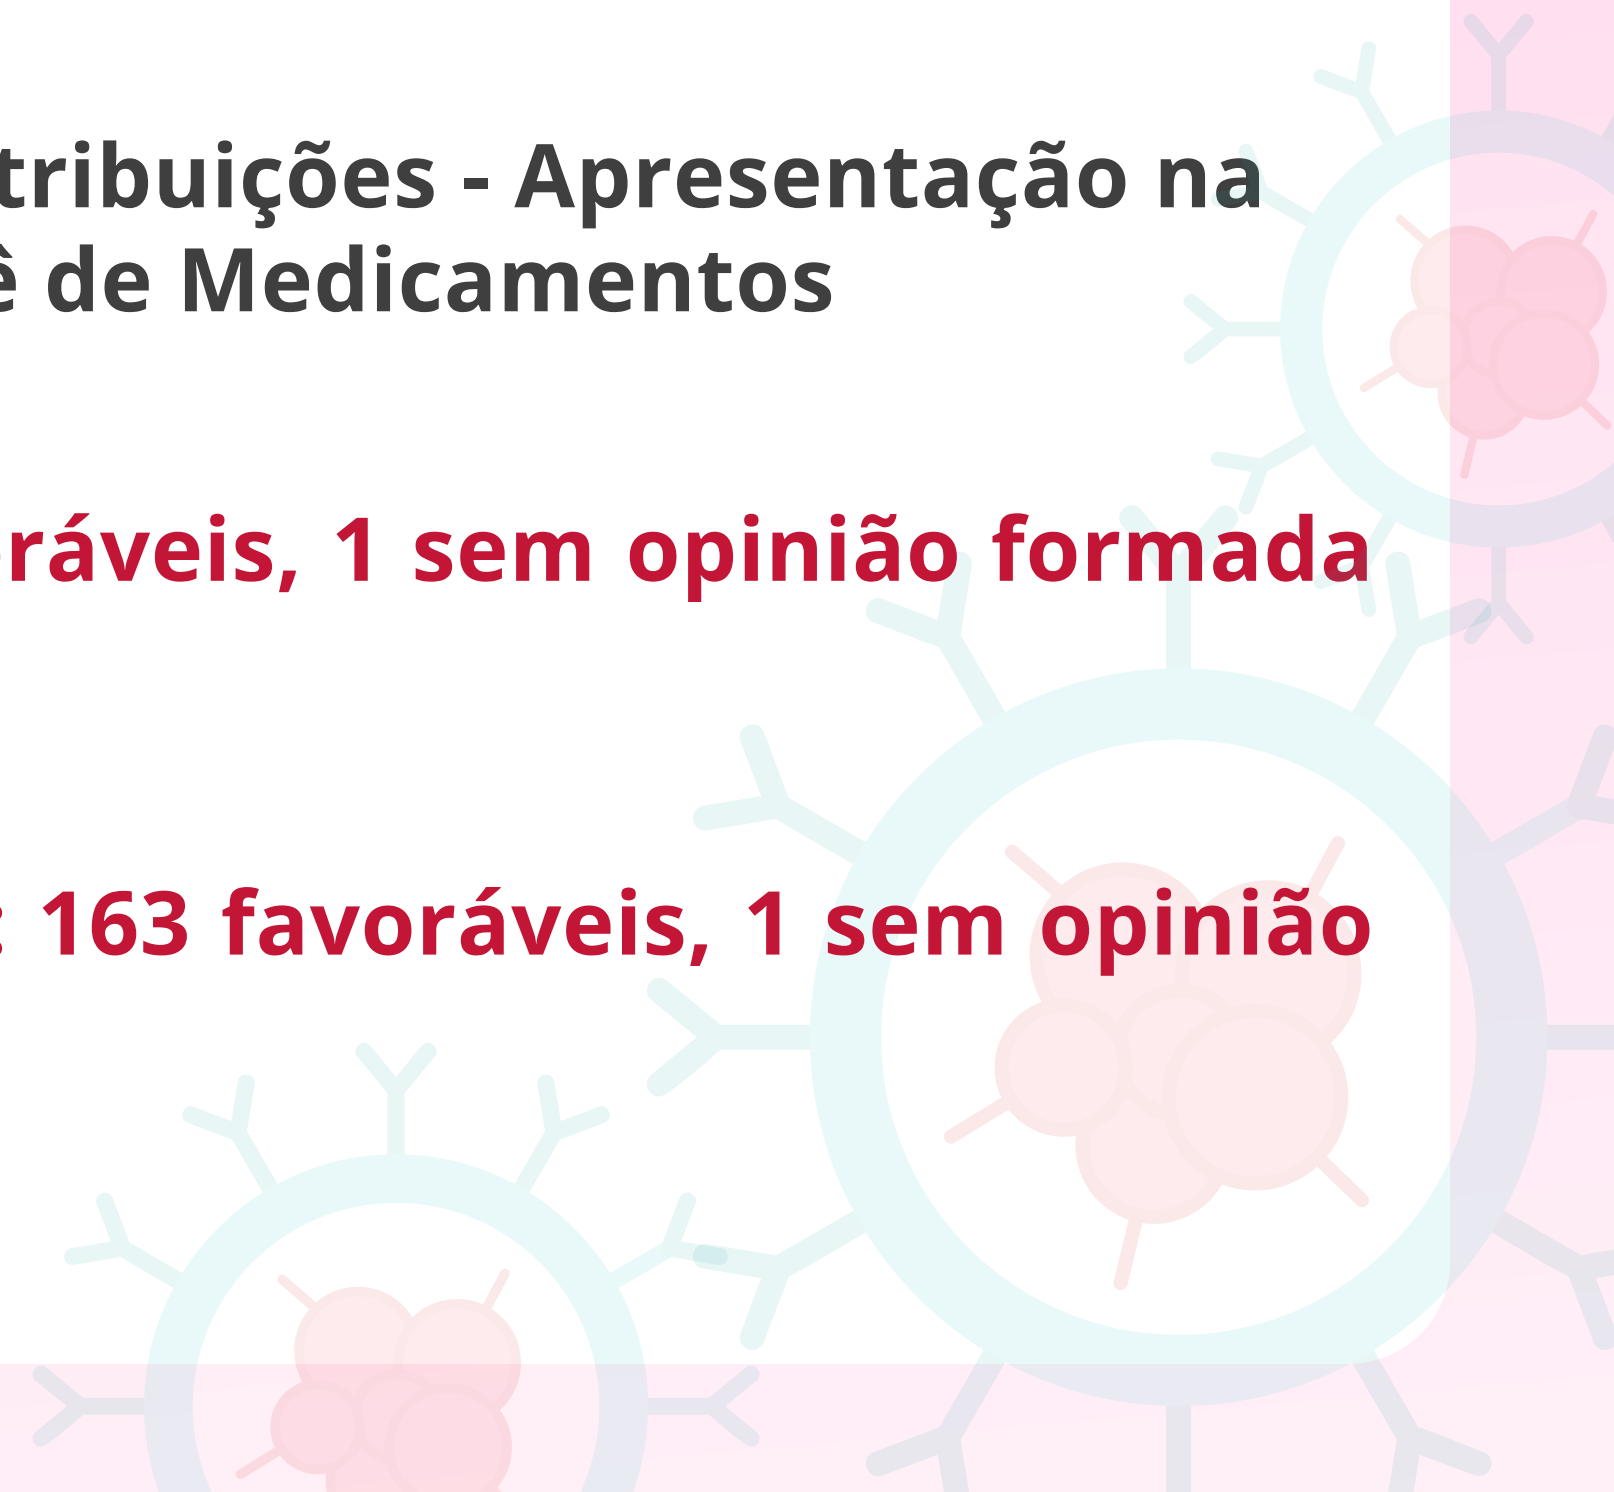 tribuições - Apresentação na
ê de Medicamentos
ráveis, 1 sem opinião formada
: 163 favoráveis, 1 sem opinião